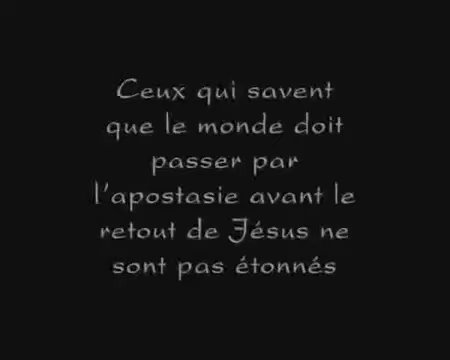 Ceux qui savent
que le monde doit
passer par
l'apostasie avant le
retout de Jésus ne
sont pas étonnés